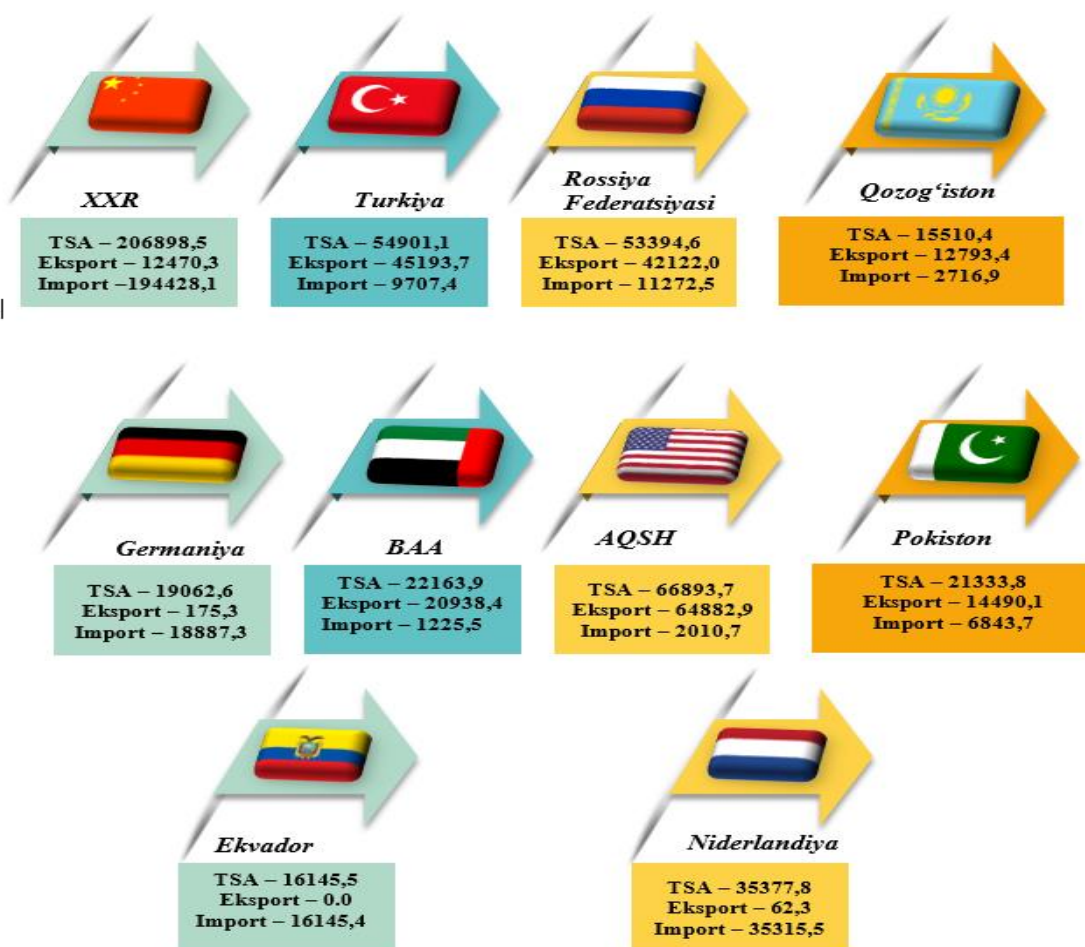 XXR
TSA – 206898,5
Eksport – 12470,3
Import –194428,1
Turkiya
TSA – 54901,1
Eksport – 45193,7
Import – 9707,4
Rossiya
Federatsiyasi
TSA – 53394,6
Eksport – 42122,0
Import – 11272,5
Qozog‘iston
TSA – 15510,4
Eksport – 12793,4
Import – 2716,9
Germaniya
TSA – 19062,6
Eksport – 175,3
Import – 18887,3
BAA
TSA – 22163,9
Eksport – 20938,4
Import – 1225,5
AQSH
TSA – 66893,7
Eksport – 64882,9
Import – 2010,7
Pokiston
TSA – 21333,8
Eksport – 14490,1
Import – 6843,7
Ekvador
TSA – 16145,5
Eksport – 0.0
Import – 16145,4
Niderlandiya
TSA – 35377,8
Eksport – 62,3
Import – 35315,5